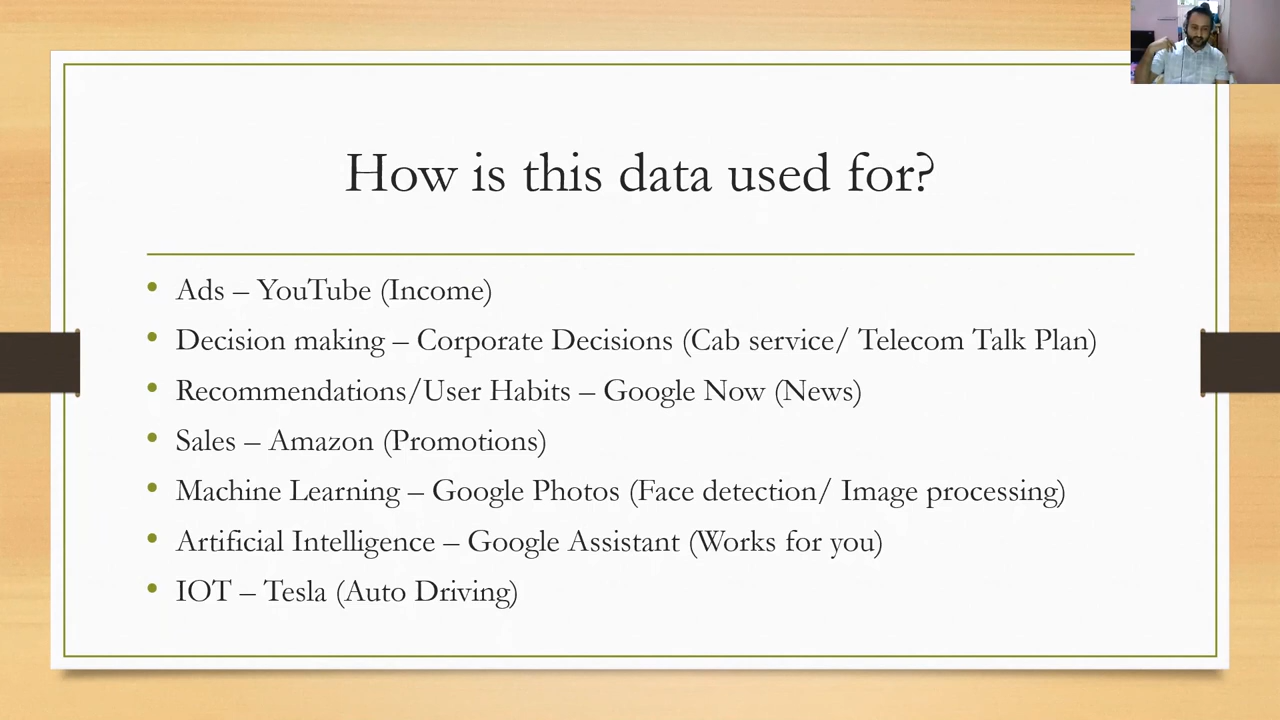 How is this data used for?
• Ads – YouTube (Income)
• Decision making – Corporate Decisions (Cab service/ Telecom Talk Plan)
• Recommendations/User Habits – Google Now (News)
• Sales – Amazon (Promotions)
• Machine Learning – Google Photos (Face detection/ Image processing)
• Artificial Intelligence – Google Assistant (Works for you)
• IOT – Tesla (Auto Driving)